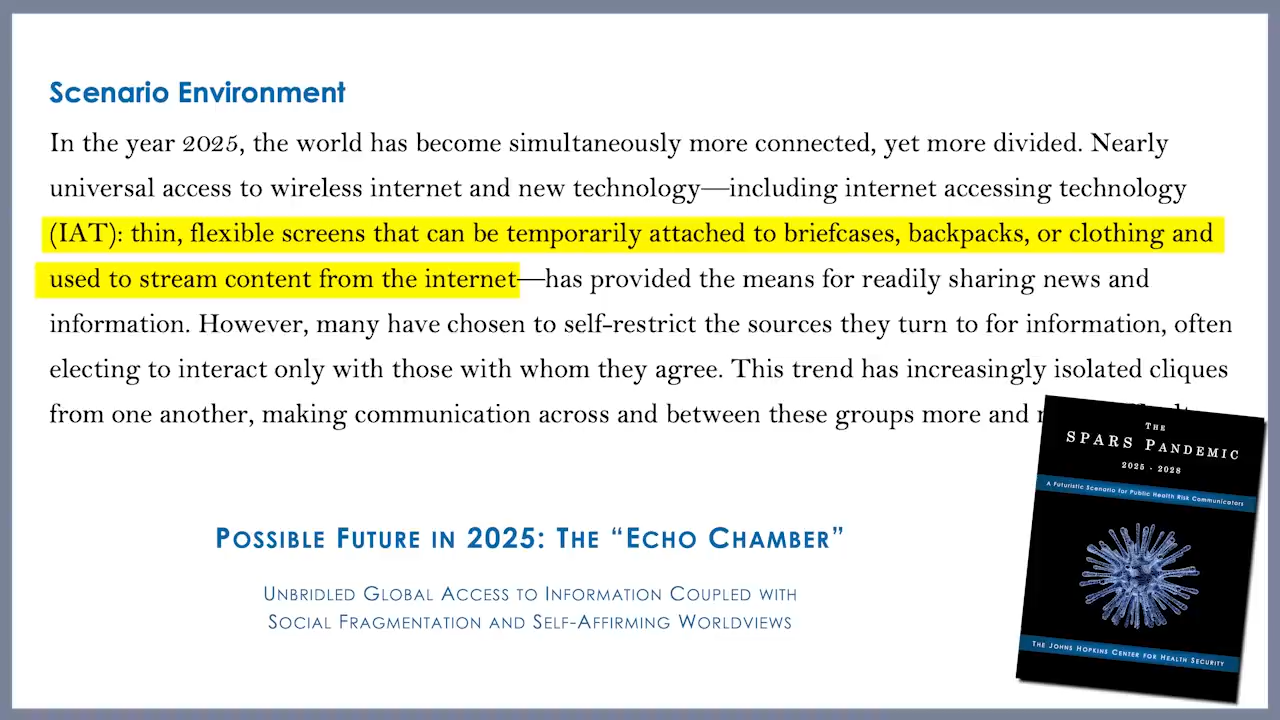 Scenario Environment
In the year 2025, the world has become simultaneously more connected, yet more divided. Nearly
universal access to wireless internet and new technology—including internet accessing technology
(IAT): thin, flexible screens that can be temporarily attached to briefcases, backpacks, or clothing and
used to stream content from the internet—has provided the means for readily sharing news and
information. However, many have chosen to self-restrict the sources they turn to for information, often
electing to interact only with those with whom they agree. This trend has increasingly isolated cliques
from one another, making communication across and between these groups more and
POSSIBLE FUTURE IN 2025: THE “ECHO CHAMBER”
UNBRIDLED GLOBAL ACCESS TO INFORMATION COUPLED WITH
SOCIAL FRAGMENTATION AND SELF-AFFIRMING WORLDVIEWS
THE
SPARS PANDEMIC
2025 - 2028
A Futuristic Scenario for Public Health Risk Communicators
THE JOHNS HOPKINS CENTER FOR HEALTH SECURITY